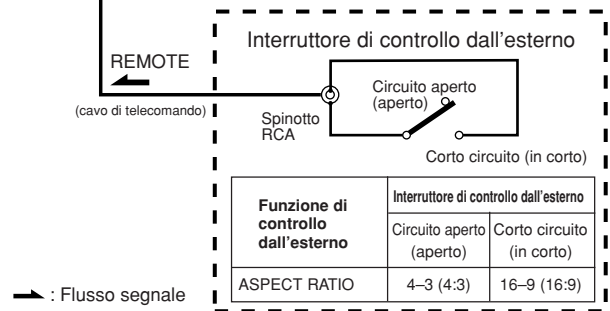 Interruttore di controllo dall'esterno
REMOTE
(cavo di telecomando)
Spinotto
RCA
Circuito aperto
(aperto)
Corto circuito (in corto)
Funzione di
controllo
dall'esterno
Interruttore di controllo dall'esterno
Circuito aperto
(aperto)
Corto circuito
(in corto)
ASPECT RATIO
4–3 (4:3)
16–9 (16:9)
: Flusso segnale